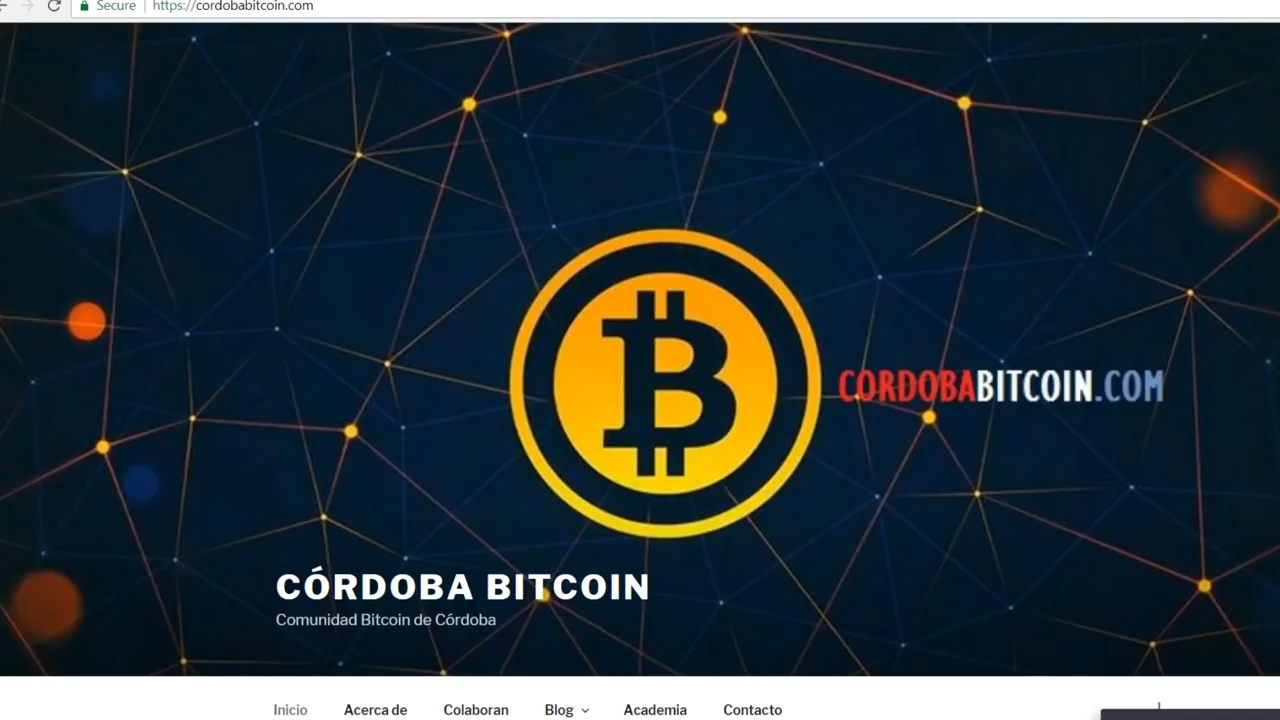 Secure | https://cordobabitcoin.com
CORDOBABITCOIN.COM
CÓRDOBA BITCOIN
Comunidad Bitcoin de Córdoba
Inicio Acerca de Colaboran Blog Academia Contacto